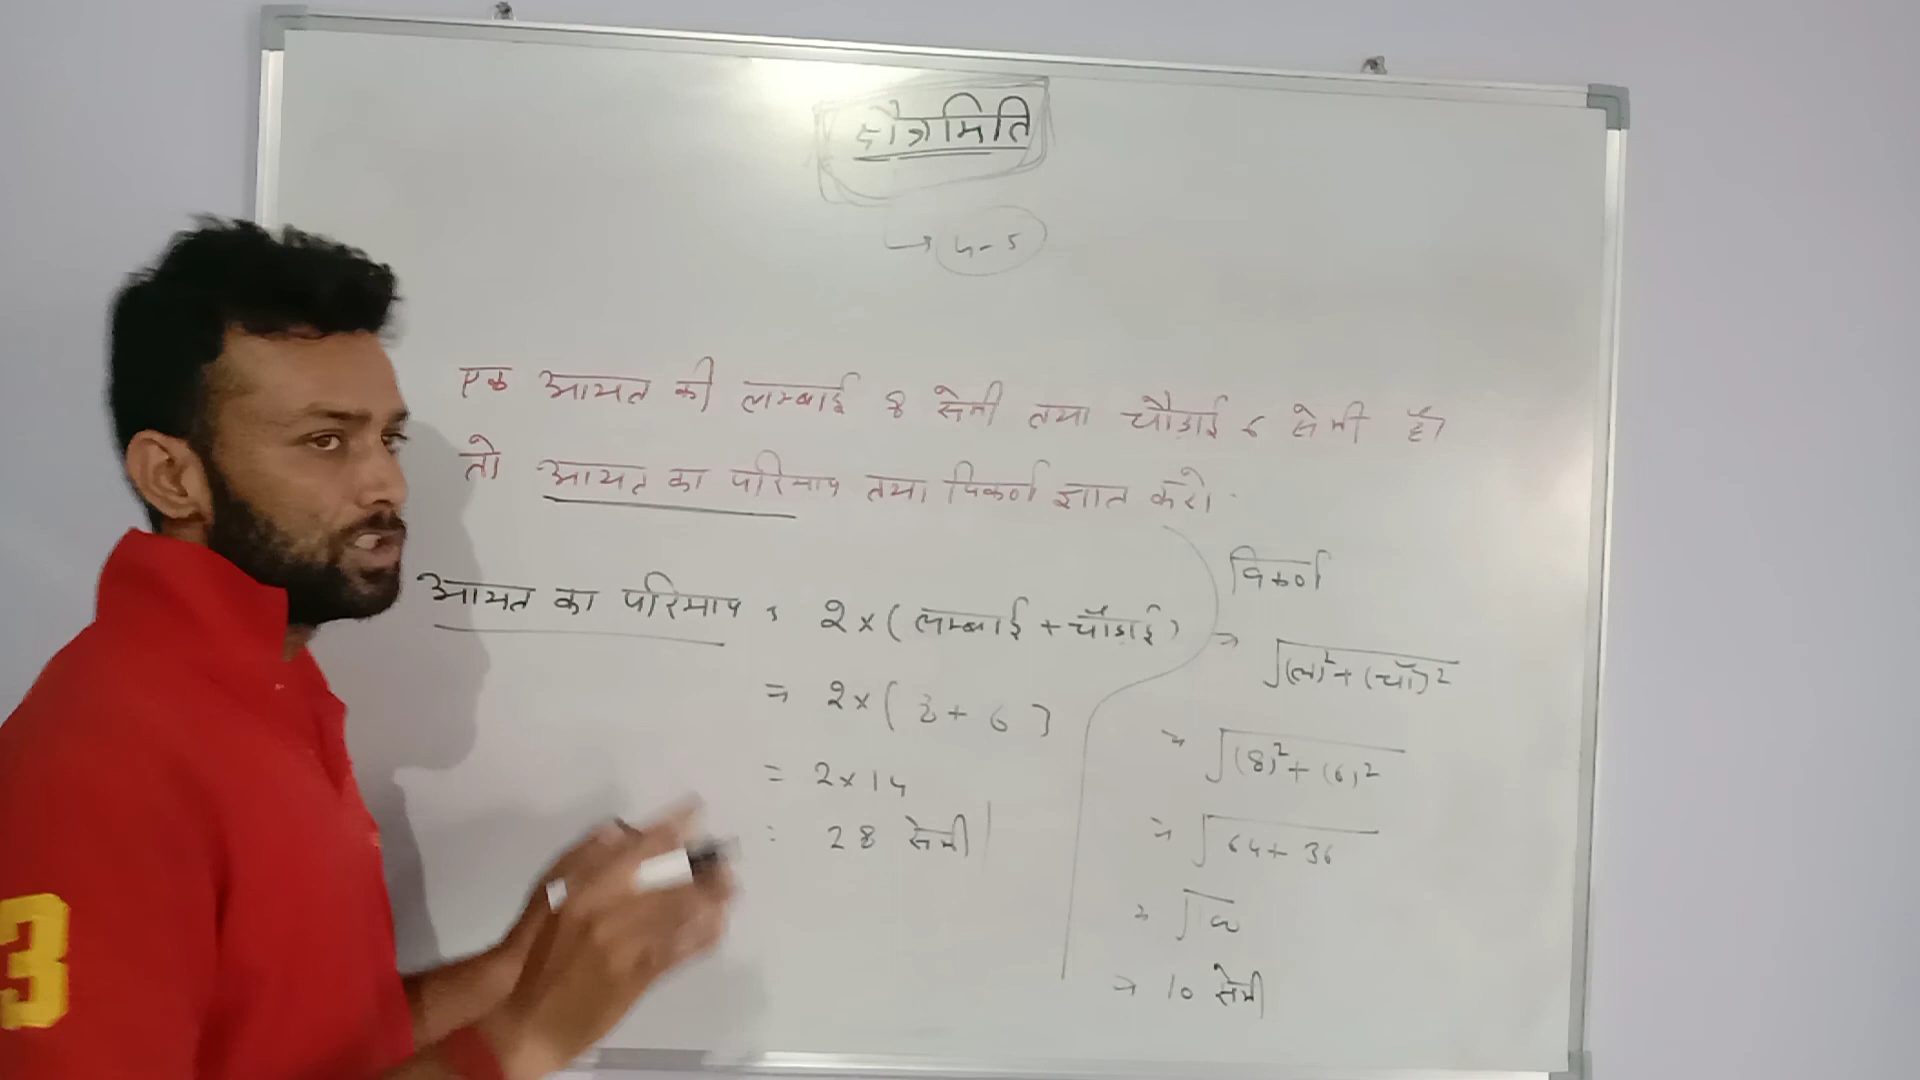 क्षेत्रमिति
→ 4-5
एक आयत की लम्बाई 8 सेमी तथा चौड़ाई 6 सेमी है।
तो आयत का परिमाप तथा विकर्ण ज्ञात करो।
आयत का परिमाप = 2×(लम्बाई + चौड़ाई)
= 2×(8 + 6)
= 2×14
= 28 सेमी
विकर्ण
⇒ √(ल)² + (चौ)²
⇒ √(8)² + (6)²
⇒ √64 + 36
⇒ √100
→ 10 सेमी
3